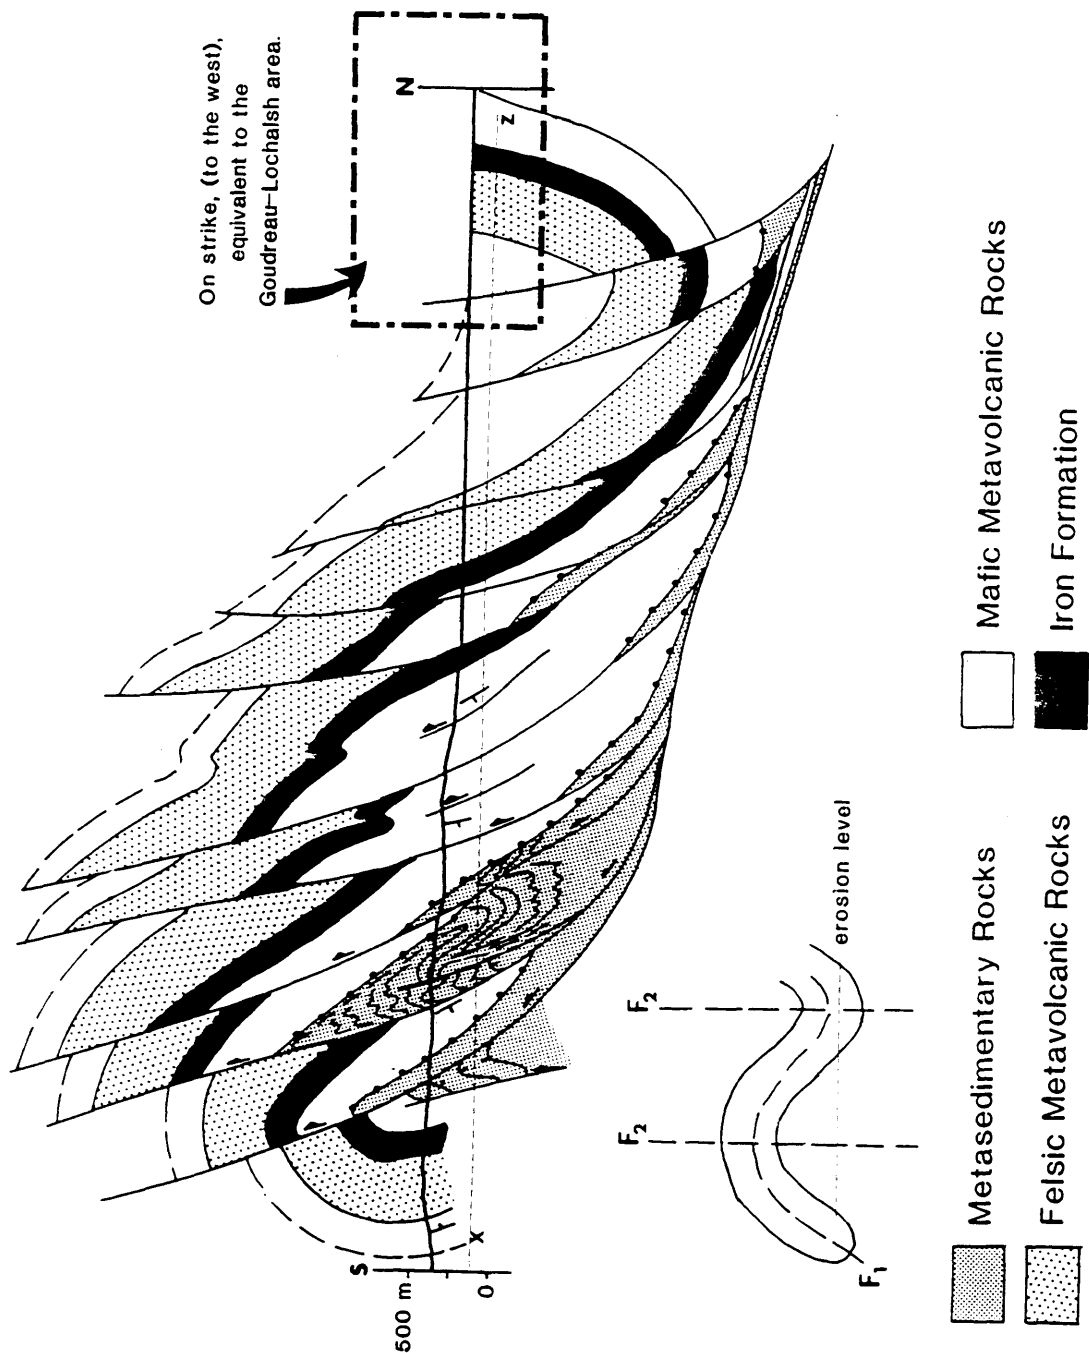 On strike, (to the west),
equivalent to the
Goudreau-Lochalsh area.
S
N
500 m
0
X
Z
F2
F2
F1
erosion level
Metasedimentary Rocks
Mafic Metavolcanic Rocks
Felsic Metavolcanic Rocks
Iron Formation